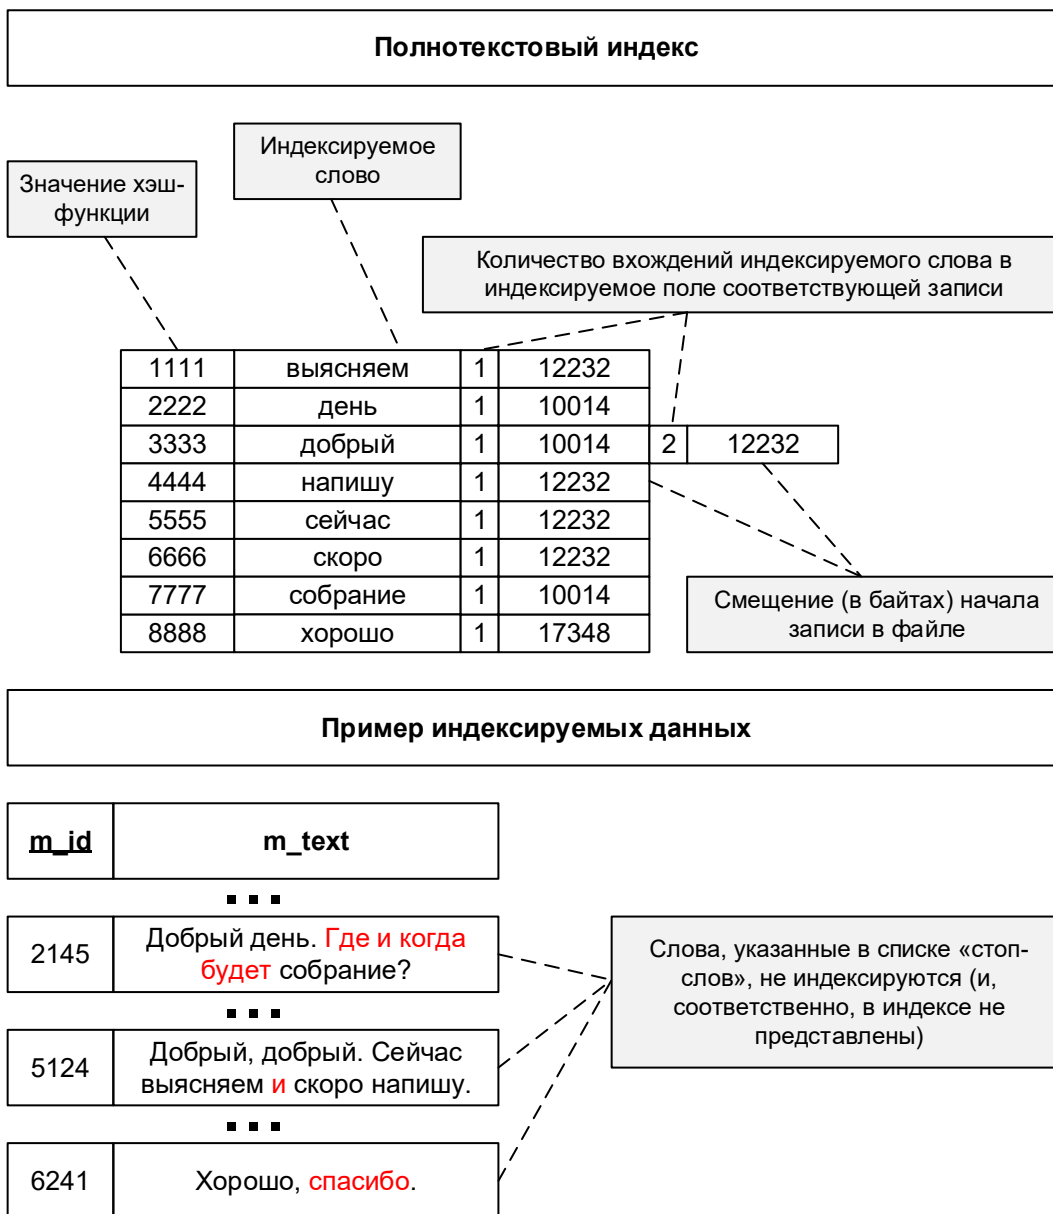 Полнотекстовый индекс
Индексируемое
слово
Значение хэш-
функции
Количество вхождений индексируемого слова в
индексируемое поле соответствующей записи
1111 выясняем 1 12232
2222 день 1 10014
3333 добрый 1 10014 2 12232
4444 напишу 1 12232
5555 сейчас 1 12232
6666 скоро 1 12232
7777 собрание 1 10014
8888 хорошо 1 17348
Смещение (в байтах) начала
записи в файле
Пример индексируемых данных
m_id m_text
2145
Добрый день. Где и когда
будет собрание?
5124
Добрый, добрый. Сейчас
выясняем и скоро напишу.
6241 Хорошо, спасибо.
Слова, указанные в списке «стоп-
слов», не индексируются (и,
соответственно, в индексе не
представлены)